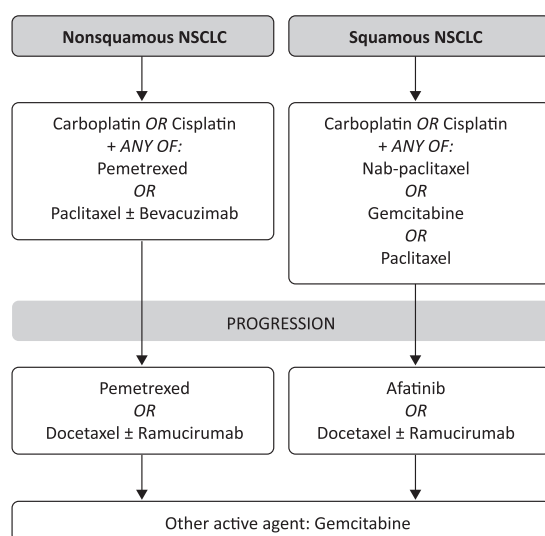 Nonsquamous NSCLC
Squamous NSCLC
Carboplatin OR Cisplatin
+ ANY OF:
Pemetrexed
OR
Paclitaxel ± Bevacuzimab
Carboplatin OR Cisplatin
+ ANY OF:
Nab-paclitaxel
OR
Gemcitabine
OR
Paclitaxel
PROGRESSION
Pemetrexed
OR
Docetaxel ± Ramucirumab
Afatinib
OR
Docetaxel ± Ramucirumab
Other active agent: Gemcitabine